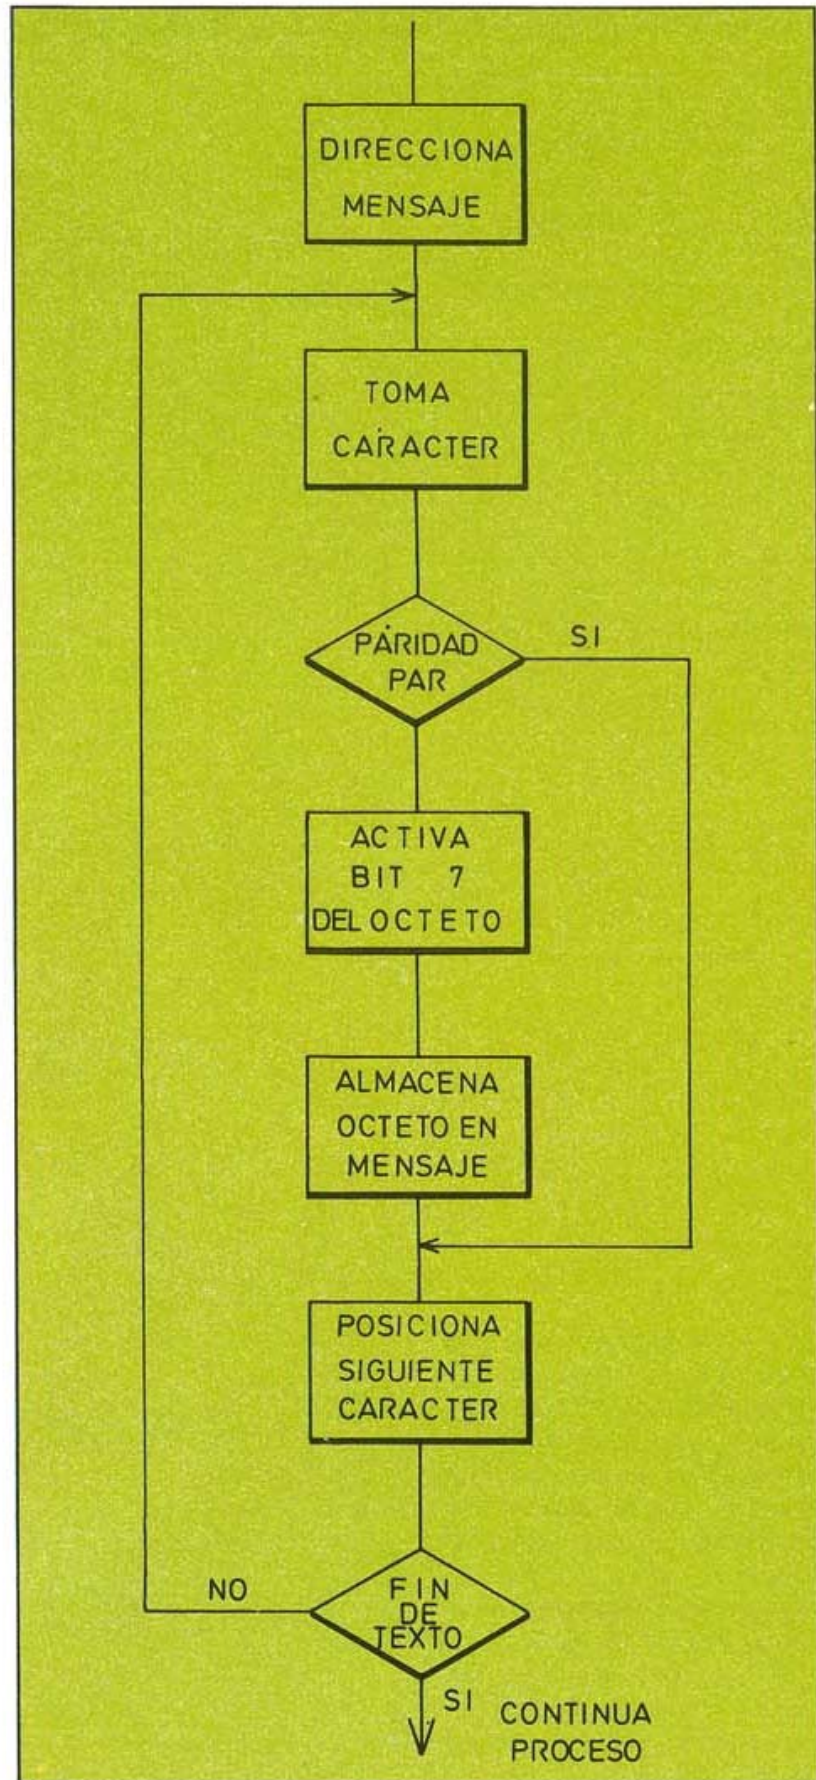 DIRECCIONA
MENSAJE
TOMA
CARACTER
PARIDAD
PAR
SI
ACTIVA
BIT 7
DEL OCTETO
ALMACENA
OCTETO EN
MENSAJE
POSICIONA
SIGUIENTE
CARACTER
NO
FIN
DE
TEXTO
SI
CONTINUA
PROCESO